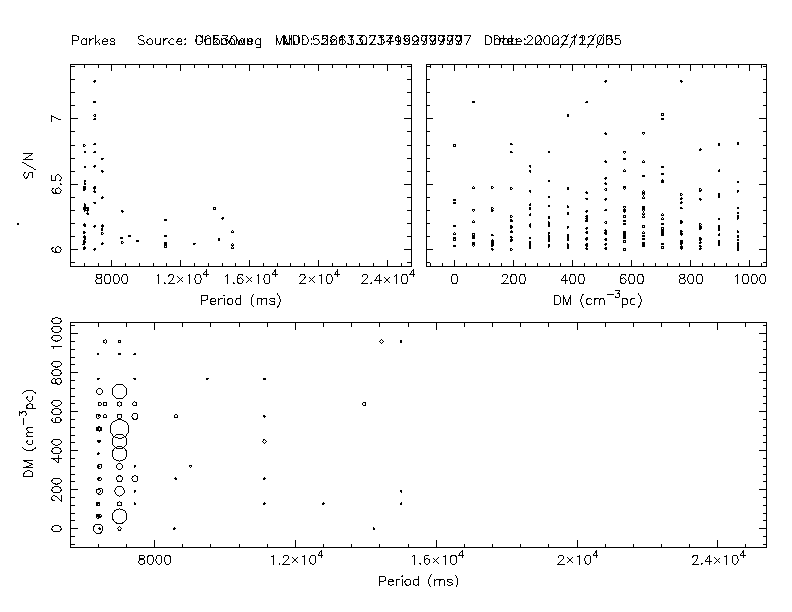 Parkes Source:
S/N
7
6.5
6
8000 1.2×10⁴ 1.6×10⁴ 2×10⁴ 2.4×10⁴
Period (ms)
0 200 400 600 800 1000
DM (cm⁻³pc)
DM (cm⁻³pc)
1000
800
600
400
200
0
8000 1.2×10⁴ 1.6×10⁴ 2×10⁴ 2.4×10⁴
Period (ms)